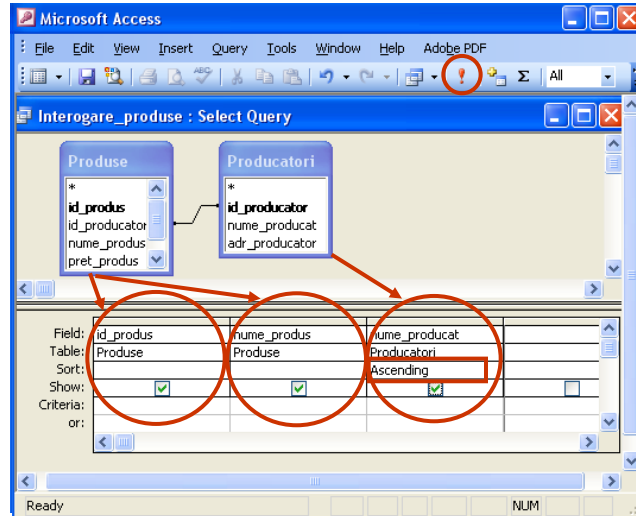 Microsoft Access
File Edit View Insert Query Tools Window Help Adobe PDF
ABC Σ All
Interogare_produse : Select Query
Produse Producatori
* *
id_produs id_producator
id_producator nume_producat
nume_produs adr_producator
pret_produs
Field: id_produs nume_produs nume_producat
Table: Produse Produse Producatori
Sort: Ascending
Show:
Criteria:
or:
Ready NUM